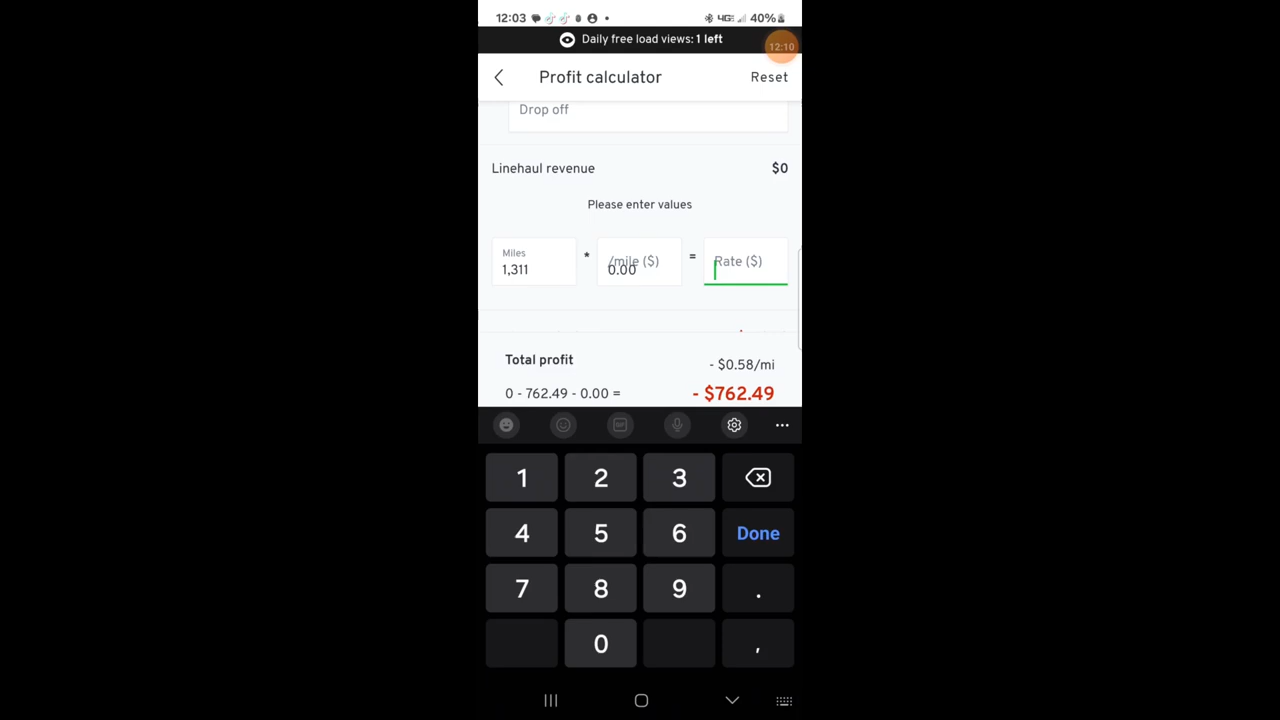 12:03 4G 40%
Daily free load views: 1 left
12:10
Profit calculator Reset
Drop off
Linehaul revenue $0
Please enter values
Miles
1,311 * /mile ($) 0.00 = Rate ($)
Total profit - $0.58/mi
0 - 762.49 - 0.00 = - $762.49
GIF
1 2 3
4 5 6 Done
7 8 9 .
0 ,